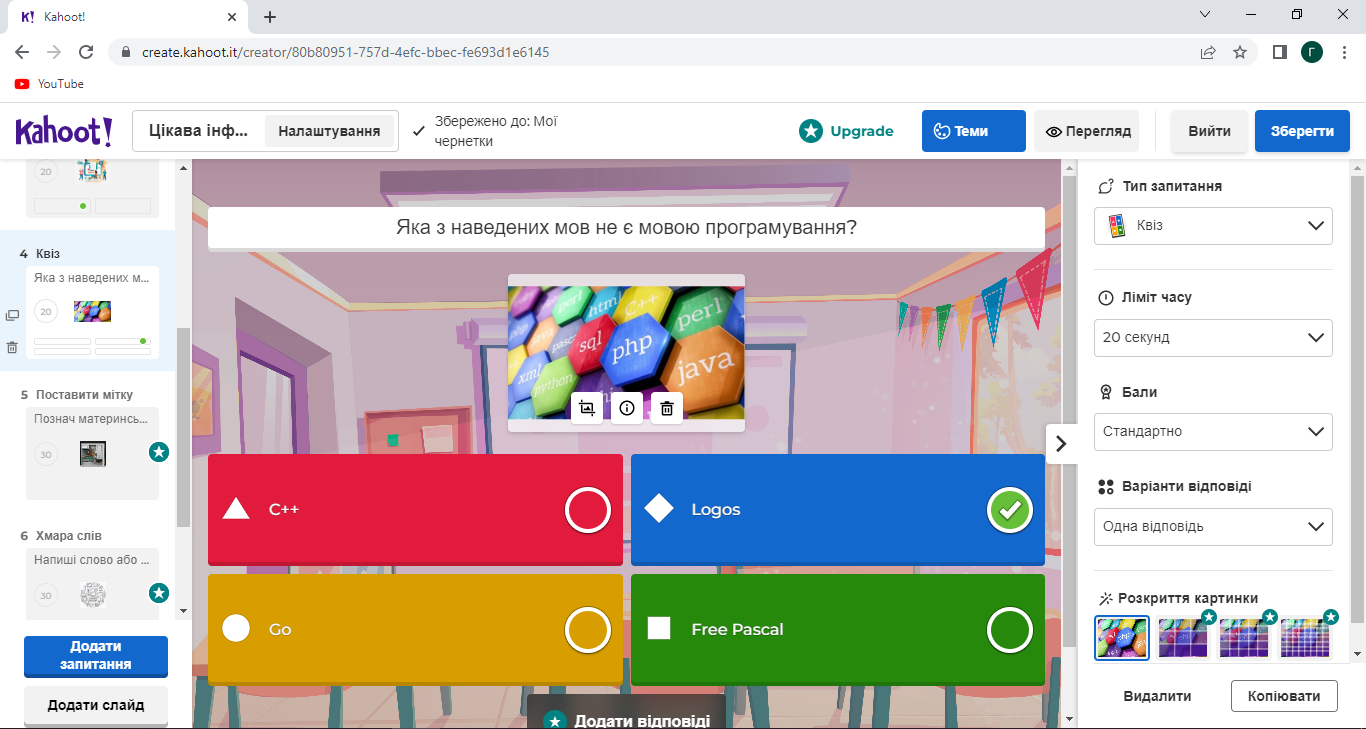 Kahoot!
create.kahoot.it/creator/80b80951-757d-4efc-bbec-fe693d1e6145
Г
YouTube
Kahoot!
Цікава інф...
Налаштування
Збережено до: Мої
чернетки
Upgrade
Теми
Перегляд
Вийти
Зберегти
20
4 Квіз
Яка з наведених м...
20
5 Поставити мітку
Познач материнсь...
30
6 Хмара слів
Напиші слово або ...
30
Додати
запитання
Додати слайд
Яка з наведених мов не є мовою програмування?
perl
html
C++
perl
java
pascal
sql
php
java
xml
python
C++
Logos
Go
Free Pascal
Додати відповіді
Тип запитання
Квіз
Ліміт часу
20 секунд
Бали
Стандартно
Варіанти відповіді
Одна відповідь
Розкриття картинки
Видалити
Копіювати